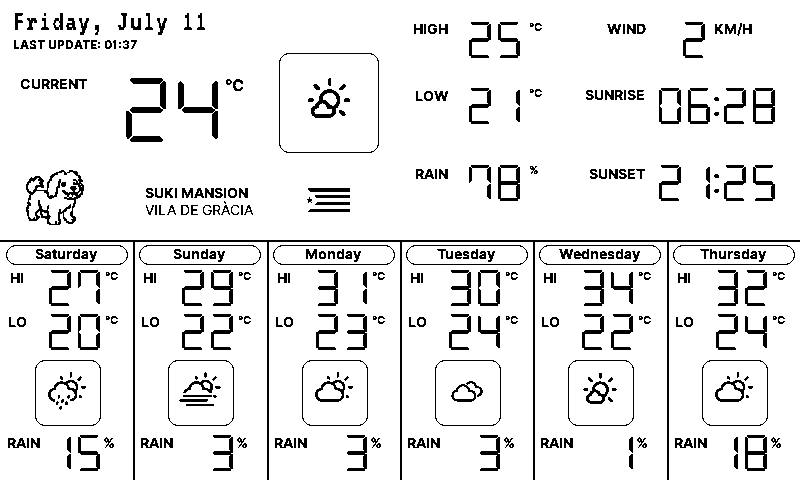 Friday, July 11
LAST UPDATE: 01:37
CURRENT 24 °C
HIGH 25 °C
WIND 2 KM/H
LOW 21 °C
SUNRISE 06:28
RAIN 78 %
SUNSET 21:25
SUKI MANSION
VILA DE GRÀCIA
Saturday
HI 27 °C
LO 20 °C
RAIN 15 %
Sunday
HI 29 °C
LO 22 °C
RAIN 3 %
Monday
HI 31 °C
LO 23 °C
RAIN 3 %
Tuesday
HI 30 °C
LO 24 °C
RAIN 3 %
Wednesday
HI 34 °C
LO 22 °C
RAIN 1 %
Thursday
HI 32 °C
LO 24 °C
RAIN 18 %